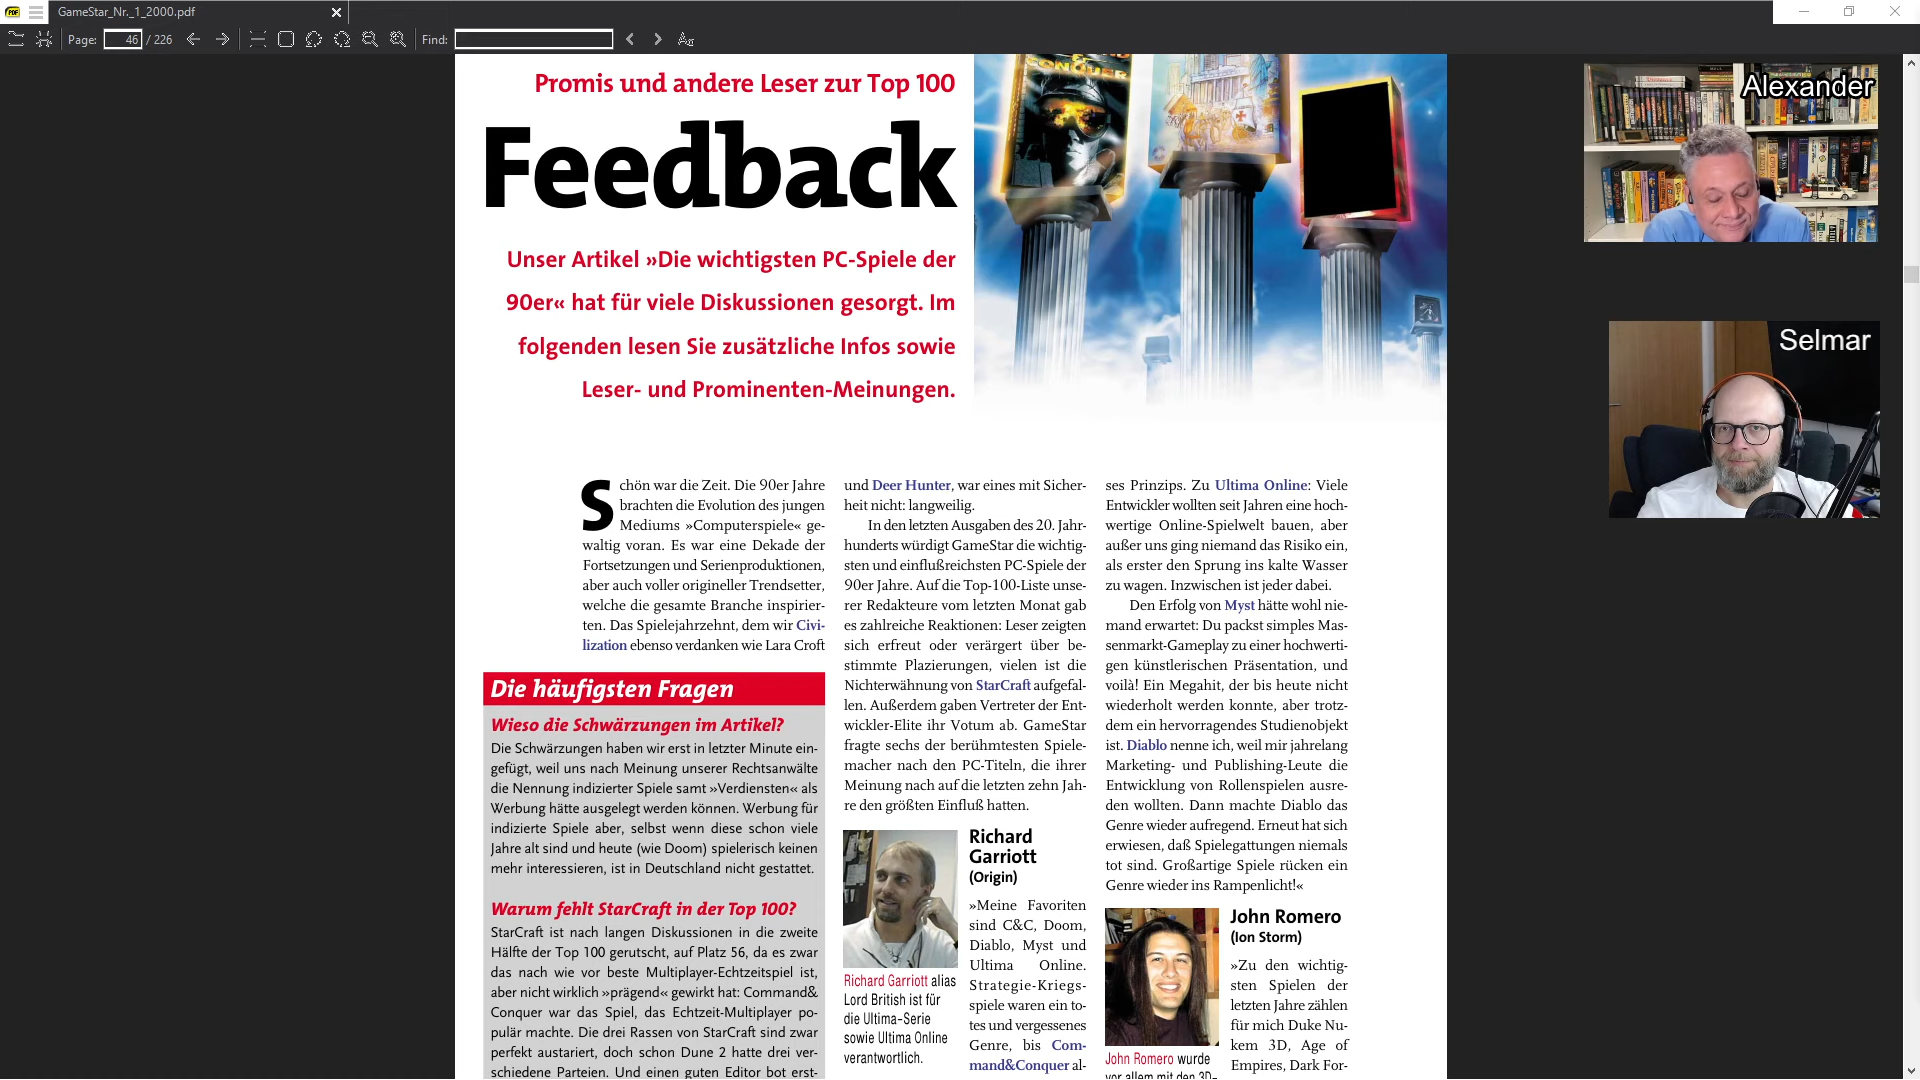 GameStar_Nr._1_2000.pdf
Page: 46 / 226
Find:
Promis und andere Leser zur Top 100
Feedback
Unser Artikel »Die wichtigsten PC-Spiele der
90er« hat für viele Diskussionen gesorgt. Im
folgenden lesen Sie zusätzliche Infos sowie
Leser- und Prominenten-Meinungen.
CONQUER
Schön war die Zeit. Die 90er Jahre
brachten die Evolution des jungen
Mediums »Computerspiele« ge-
waltig voran. Es war eine Dekade der
Fortsetzungen und Serienproduktionen,
aber auch voller origineller Trendsetter,
welche die gesamte Branche inspirier-
ten. Das Spielejahrzehnt, dem wir Civi-
lization ebenso verdanken wie Lara Croft
Die häufigsten Fragen
Wieso die Schwärzungen im Artikel?
Die Schwärzungen haben wir erst in letzter Minute ein-
gefügt, weil uns nach Meinung unserer Rechtsanwälte
die Nennung indizierter Spiele samt »Verdiensten« als
Werbung hätte ausgelegt werden können. Werbung für
indizierte Spiele aber, selbst wenn diese schon viele
Jahre alt sind und heute (wie Doom) spielerisch keinen
mehr interessieren, ist in Deutschland nicht gestattet.
Warum fehlt StarCraft in der Top 100?
StarCraft ist nach langen Diskussionen in die zweite
Hälfte der Top 100 gerutscht, auf Platz 56, da es zwar
das nach wie vor beste Multiplayer-Echtzeitspiel ist,
aber nicht wirklich »prägend« gewirkt hat: Command&
Conquer war das Spiel, das Echtzeit-Multiplayer po-
pulär machte. Die drei Rassen von StarCraft sind zwar
perfekt austariert, doch schon Dune 2 hatte drei ver-
schiedene Parteien. Und einen guten Editor bot erst-
und Deer Hunter, war eines mit Sicher-
heit nicht: langweilig.
In den letzten Ausgaben des 20. Jahr-
hunderts würdigt GameStar die wichtig-
sten und einflußreichsten PC-Spiele der
90er Jahre. Auf die Top-100-Liste unse-
rer Redakteure vom letzten Monat gab
es zahlreiche Reaktionen: Leser zeigten
sich erfreut oder verärgert über be-
stimmte Plazierungen, vielen ist die
Nichterwähnung von StarCraft aufgefal-
len. Außerdem gaben Vertreter der Ent-
wickler-Elite ihr Votum ab. GameStar
fragte sechs der berühmtesten Spiele-
macher nach den PC-Titeln, die ihrer
Meinung nach auf die letzten zehn Jah-
re den größten Einfluß hatten.
Richard
Garriott
(Origin)
»Meine Favoriten
sind C&C, Doom,
Diablo, Myst und
Ultima Online.
Strategie-Kriegs-
spiele waren ein to-
tes und vergessenes
Genre, bis Com-
mand&Conquer al-
Richard Garriott alias
Lord British ist für
die Ultima-Serie
sowie Ultima Online
verantwortlich.
ses Prinzips. Zu Ultima Online: Viele
Entwickler wollten seit Jahren eine hoch-
wertige Online-Spielwelt bauen, aber
außer uns ging niemand das Risiko ein,
als erster den Sprung ins kalte Wasser
zu wagen. Inzwischen ist jeder dabei.
Den Erfolg von Myst hätte wohl nie-
mand erwartet: Du packst simples Mas-
senmarkt-Gameplay zu einer hochwerti-
gen künstlerischen Präsentation, und
voilà! Ein Megahit, der bis heute nicht
wiederholt werden konnte, aber trotz-
dem ein hervorragendes Studienobjekt
ist. Diablo nenne ich, weil mir jahrelang
Marketing- und Publishing-Leute die
Entwicklung von Rollenspielen ausre-
den wollten. Dann machte Diablo das
Genre wieder aufregend. Erneut hat sich
erwiesen, daß Spielegattungen niemals
tot sind. Großartige Spiele rücken ein
Genre wieder ins Rampenlicht!«
John Romero
(Ion Storm)
»Zu den wichtig-
sten Spielen der
letzten Jahre zählen
für mich Duke Nu-
kem 3D, Age of
Empires, Dark For-
John Romero wurde
vor allem mit den 3D-
Alexander
Selmar